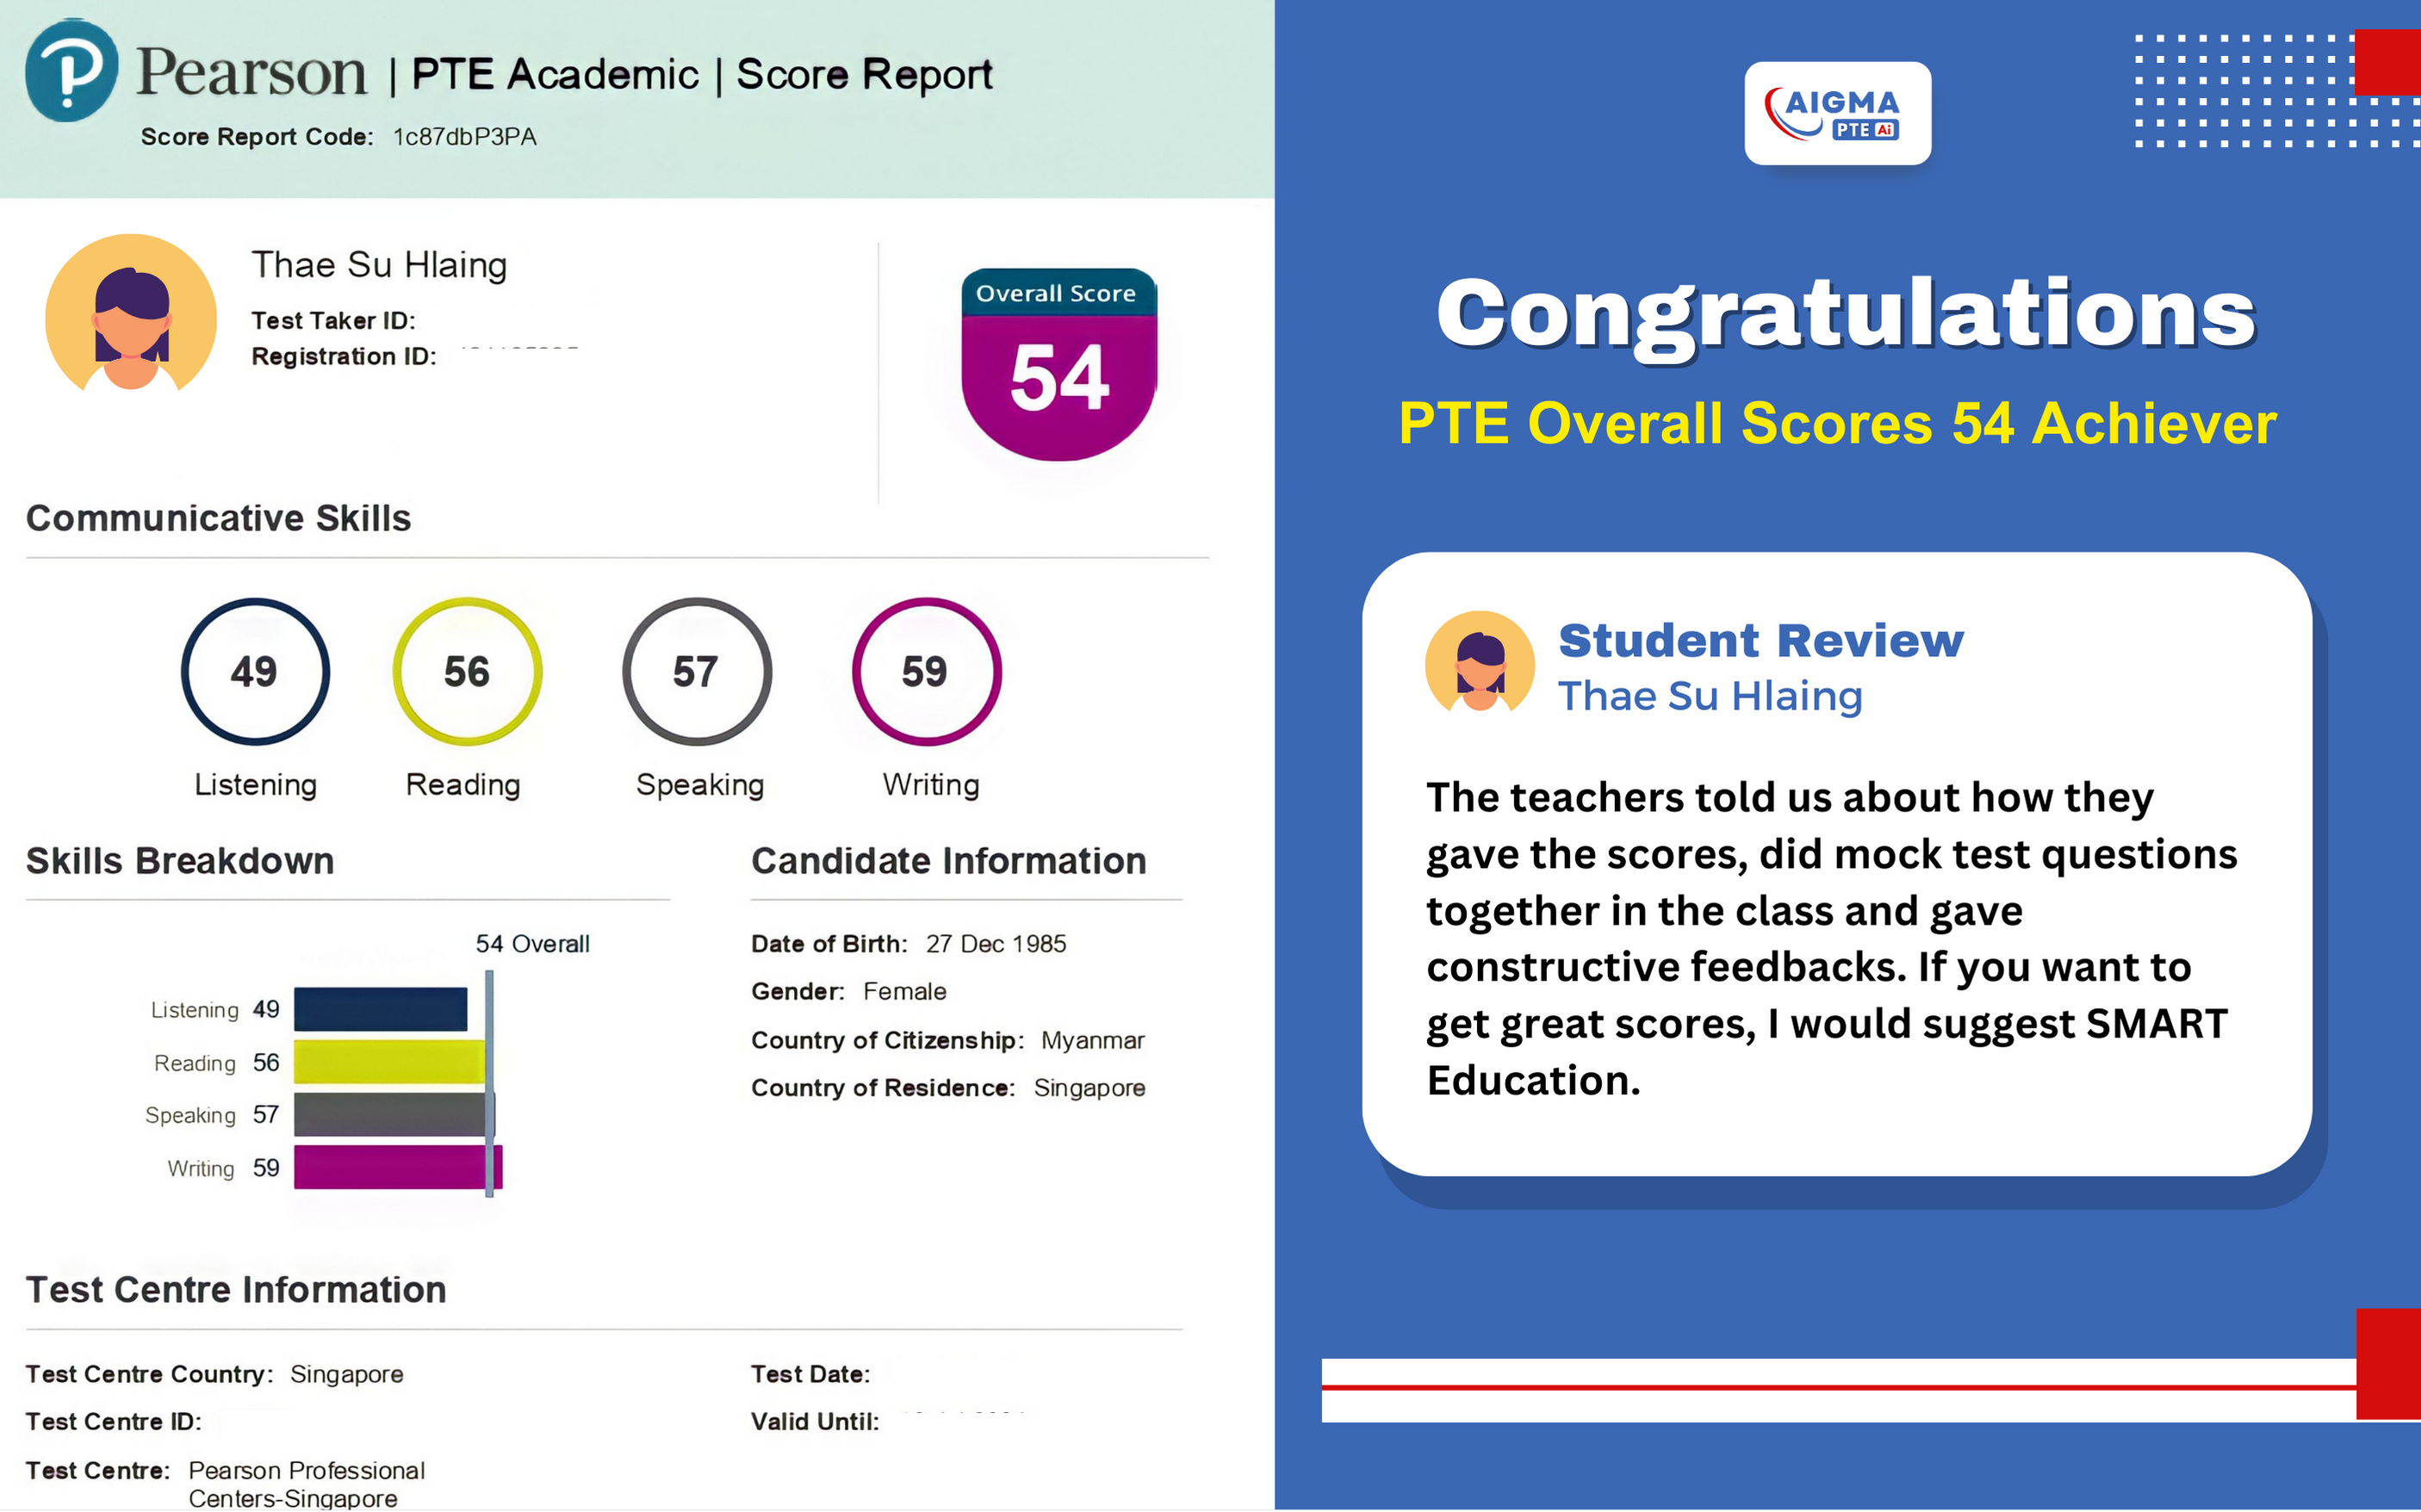 Pearson | PTE Academic | Score Report
Score Report Code: 1c87dbP3PA
Thae Su Hlaing
Test Taker ID:
Registration ID:
Overall Score
54
Communicative Skills
49 56 57 59
Listening Reading Speaking Writing
Skills Breakdown
54 Overall
Listening 49
Reading 56
Speaking 57
Writing 59
Candidate Information
Date of Birth: 27 Dec 1985
Gender: Female
Country of Citizenship: Myanmar
Country of Residence: Singapore
Test Centre Information
Test Centre Country: Singapore
Test Centre ID:
Test Centre: Pearson Professional
Centers-Singapore
Test Date:
Valid Until:
AIGMA
PTE Ai
Congratulations
PTE Overall Scores 54 Achiever
Student Review
Thae Su Hlaing
The teachers told us about how they
gave the scores, did mock test questions
together in the class and gave
constructive feedbacks. If you want to
get great scores, I would suggest SMART
Education.